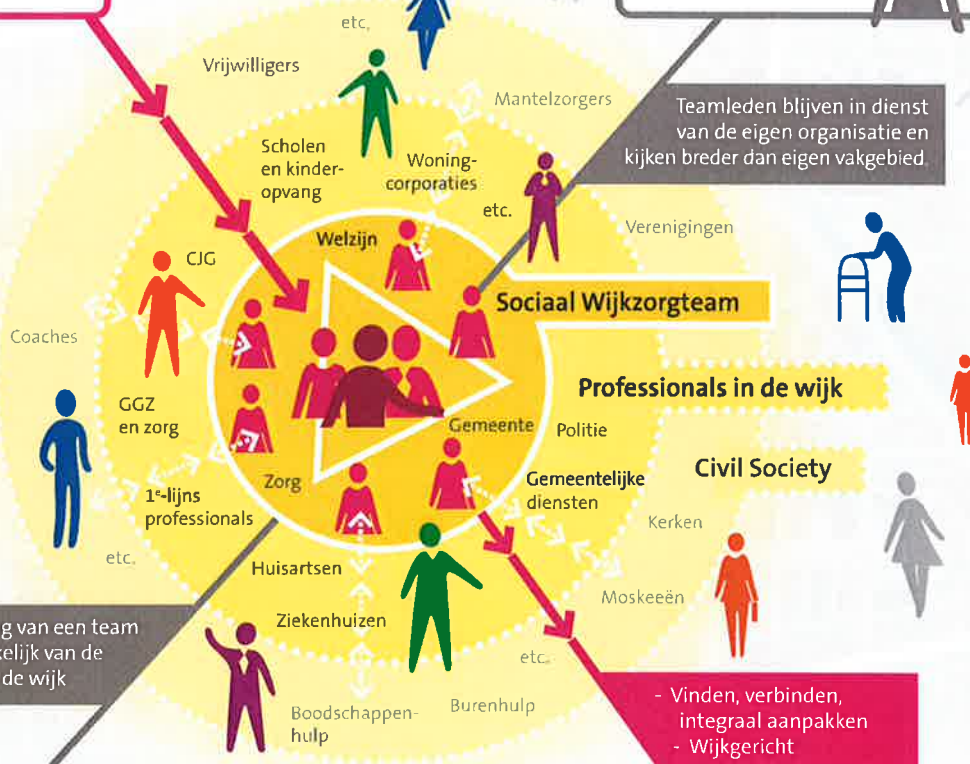 etc.
Vrijwilligers
Mantelzorgers
Teamleden blijven in dienst
van de eigen organisatie en
kijken breder dan eigen vakgebied.
Scholen
en kinder-
opvang
Woning-
corporaties
etc.
Verenigingen
Welzijn
CJG
Sociaal Wijkzorgteam
Coaches
Professionals in de wijk
GGZ
en zorg
Gemeente
Politie
Civil Society
Zorg
Gemeentelijke
diensten
1e-lijns
professionals
Kerken
etc.
Huisartsen
Moskeeën
Ziekenhuizen
g van een team
kelijk van de
de wijk
etc.
Boodschappen-
hulp
Burenhulp
- Vinden, verbinden,
integraal aanpakken
- Wijkgericht